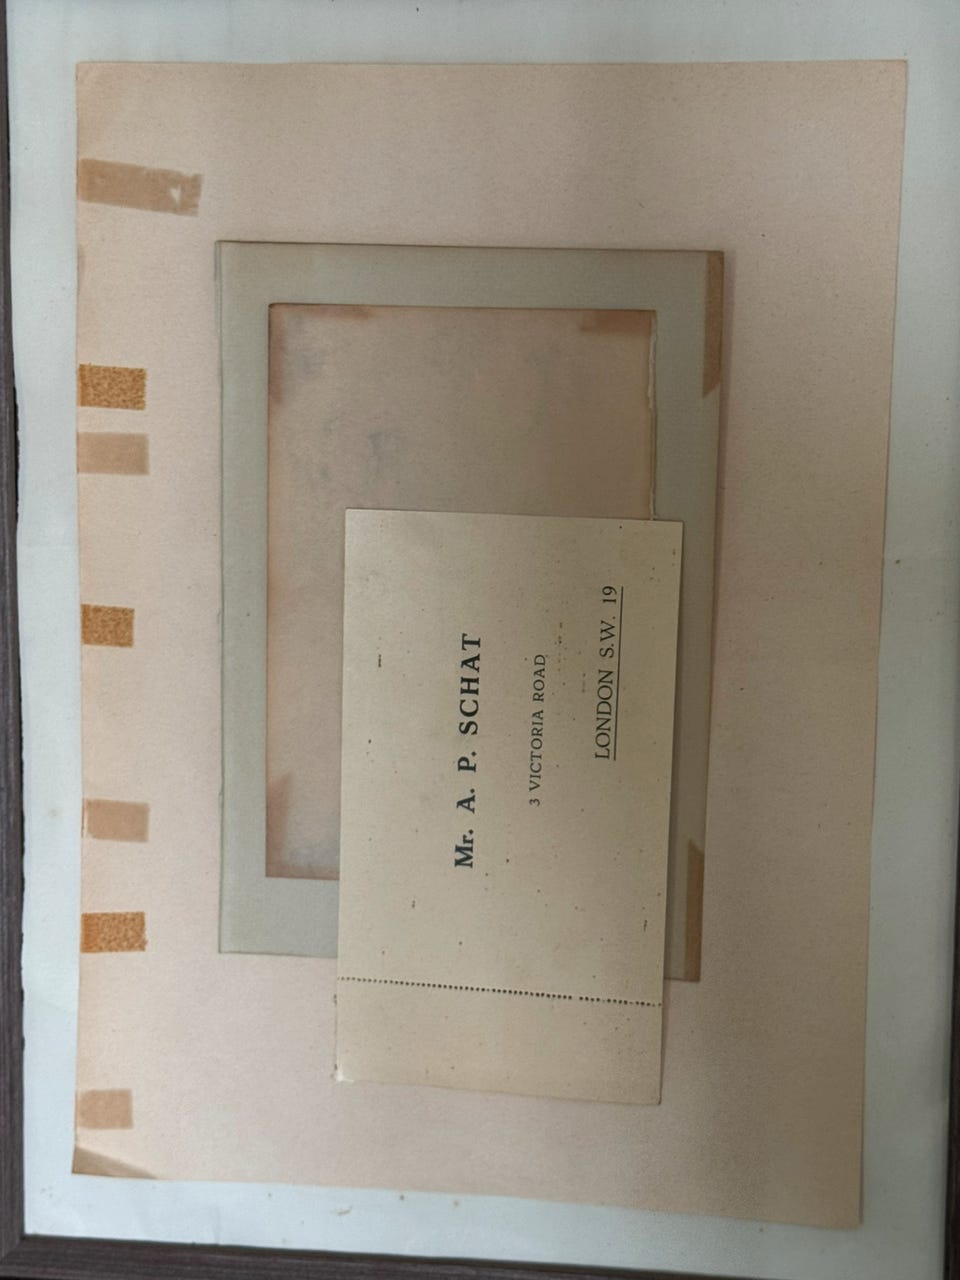 Mr. A. P. SCHAT
3 VICTORIA ROAD
LONDON S.W. 19